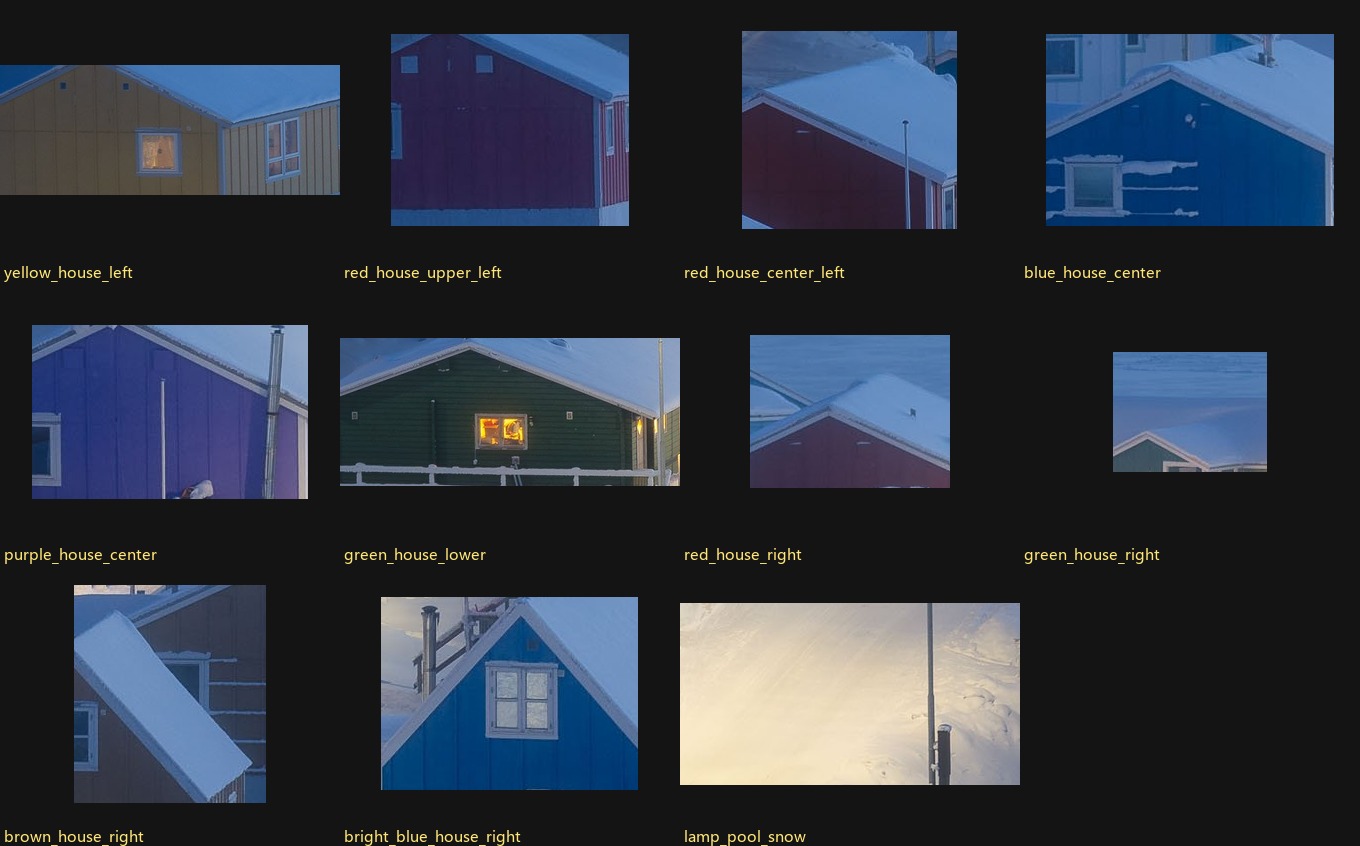 yellow_house_left
red_house_upper_left
red_house_center_left
blue_house_center
purple_house_center
green_house_lower
red_house_right
green_house_right
brown_house_right
bright_blue_house_right
lamp_pool_snow